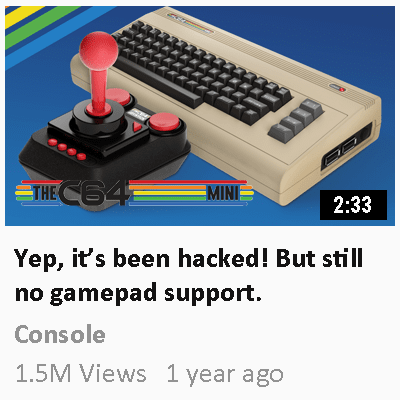 THE C64 MINI
2:33
Yep, it’s been hacked! But still
no gamepad support.
Console
1.5M Views 1 year ago